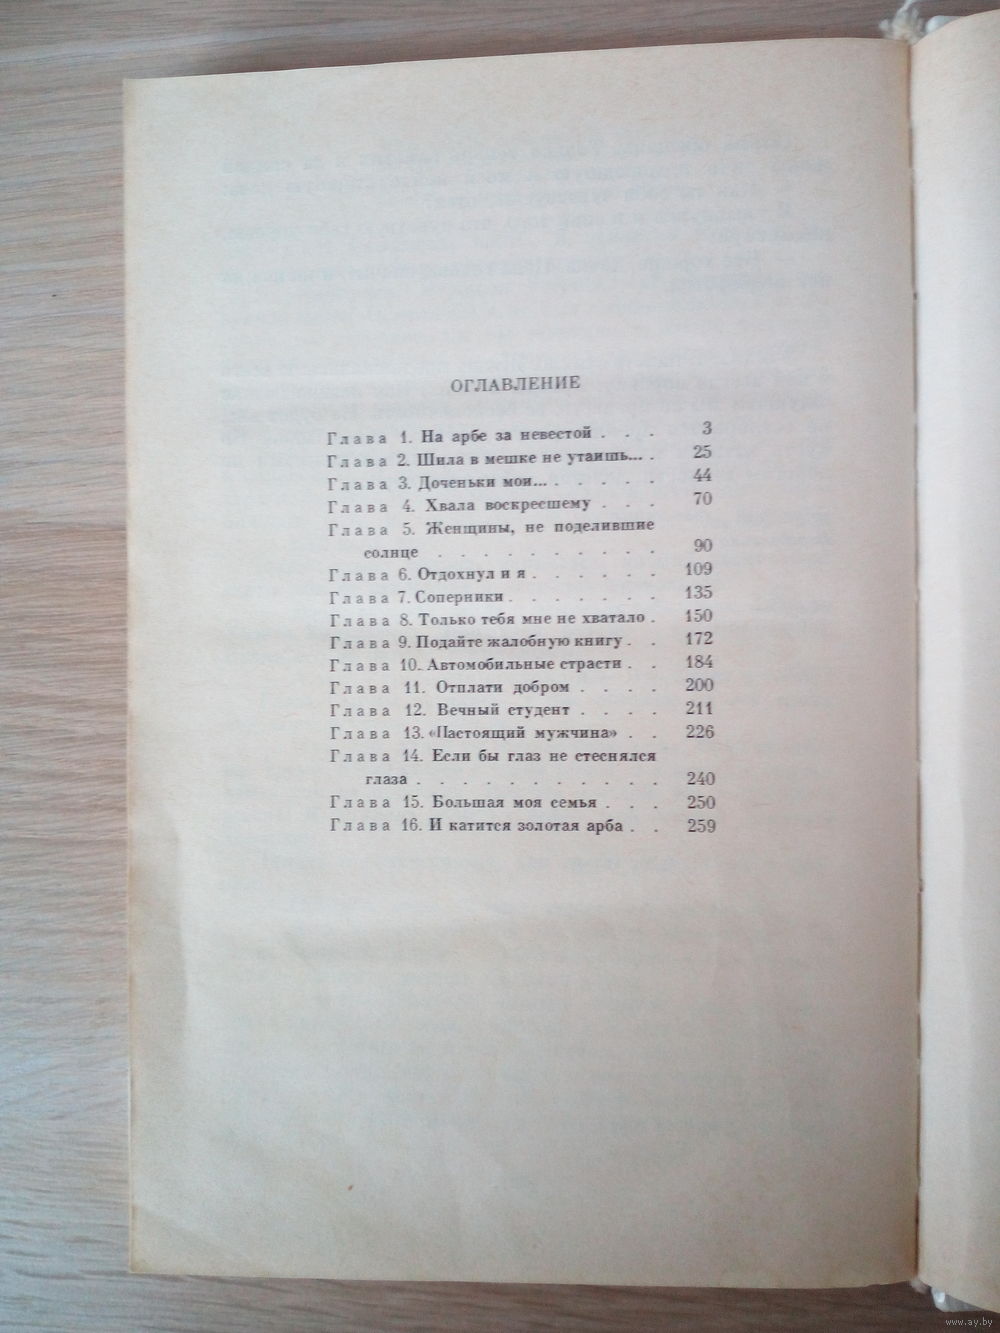 ОГЛАВЛЕНИЕ
Глава 1. На арбе за невестой . . . 3
Глава 2. Шила в мешке не утаишь... . 25
Глава 3. Доченьки мои... . . . . . 44
Глава 4. Хвала воскресшему . . . 70
Глава 5. Женщины, не поделившие
солнце . . . . . . . . . . 90
Глава 6. Отдохнул и я . . . . . . 109
Глава 7. Соперники . . . . . . . 135
Глава 8. Только тебя мне не хватало . 150
Глава 9. Подайте жалобную книгу . . 172
Глава 10. Автомобильные страсти . . 184
Глава 11. Отплати добром . . . . 200
Глава 12. Вечный студент . . . . 211
Глава 13. «Настоящий мужчина» . . 226
Глава 14. Если бы глаз не стеснялся
глаза . . . . . . . . . . . 240
Глава 15. Большая моя семья . . . 250
Глава 16. И катится золотая арба . . 259
www.ay.by